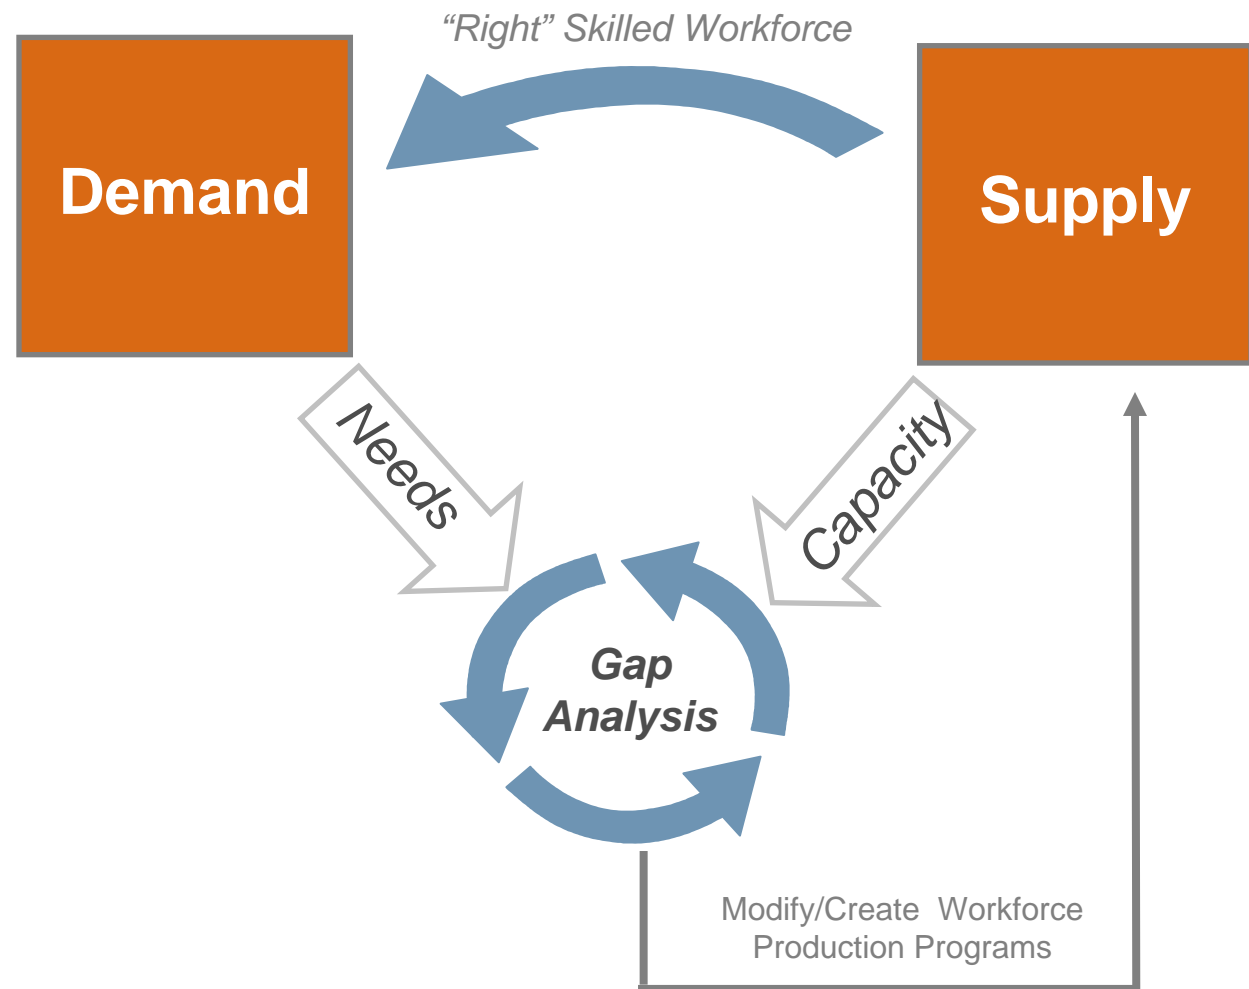 “Right” Skilled Workforce
Demand
Supply
Needs
Capacity
Gap
Analysis
Modify/Create  Workforce
Production Programs